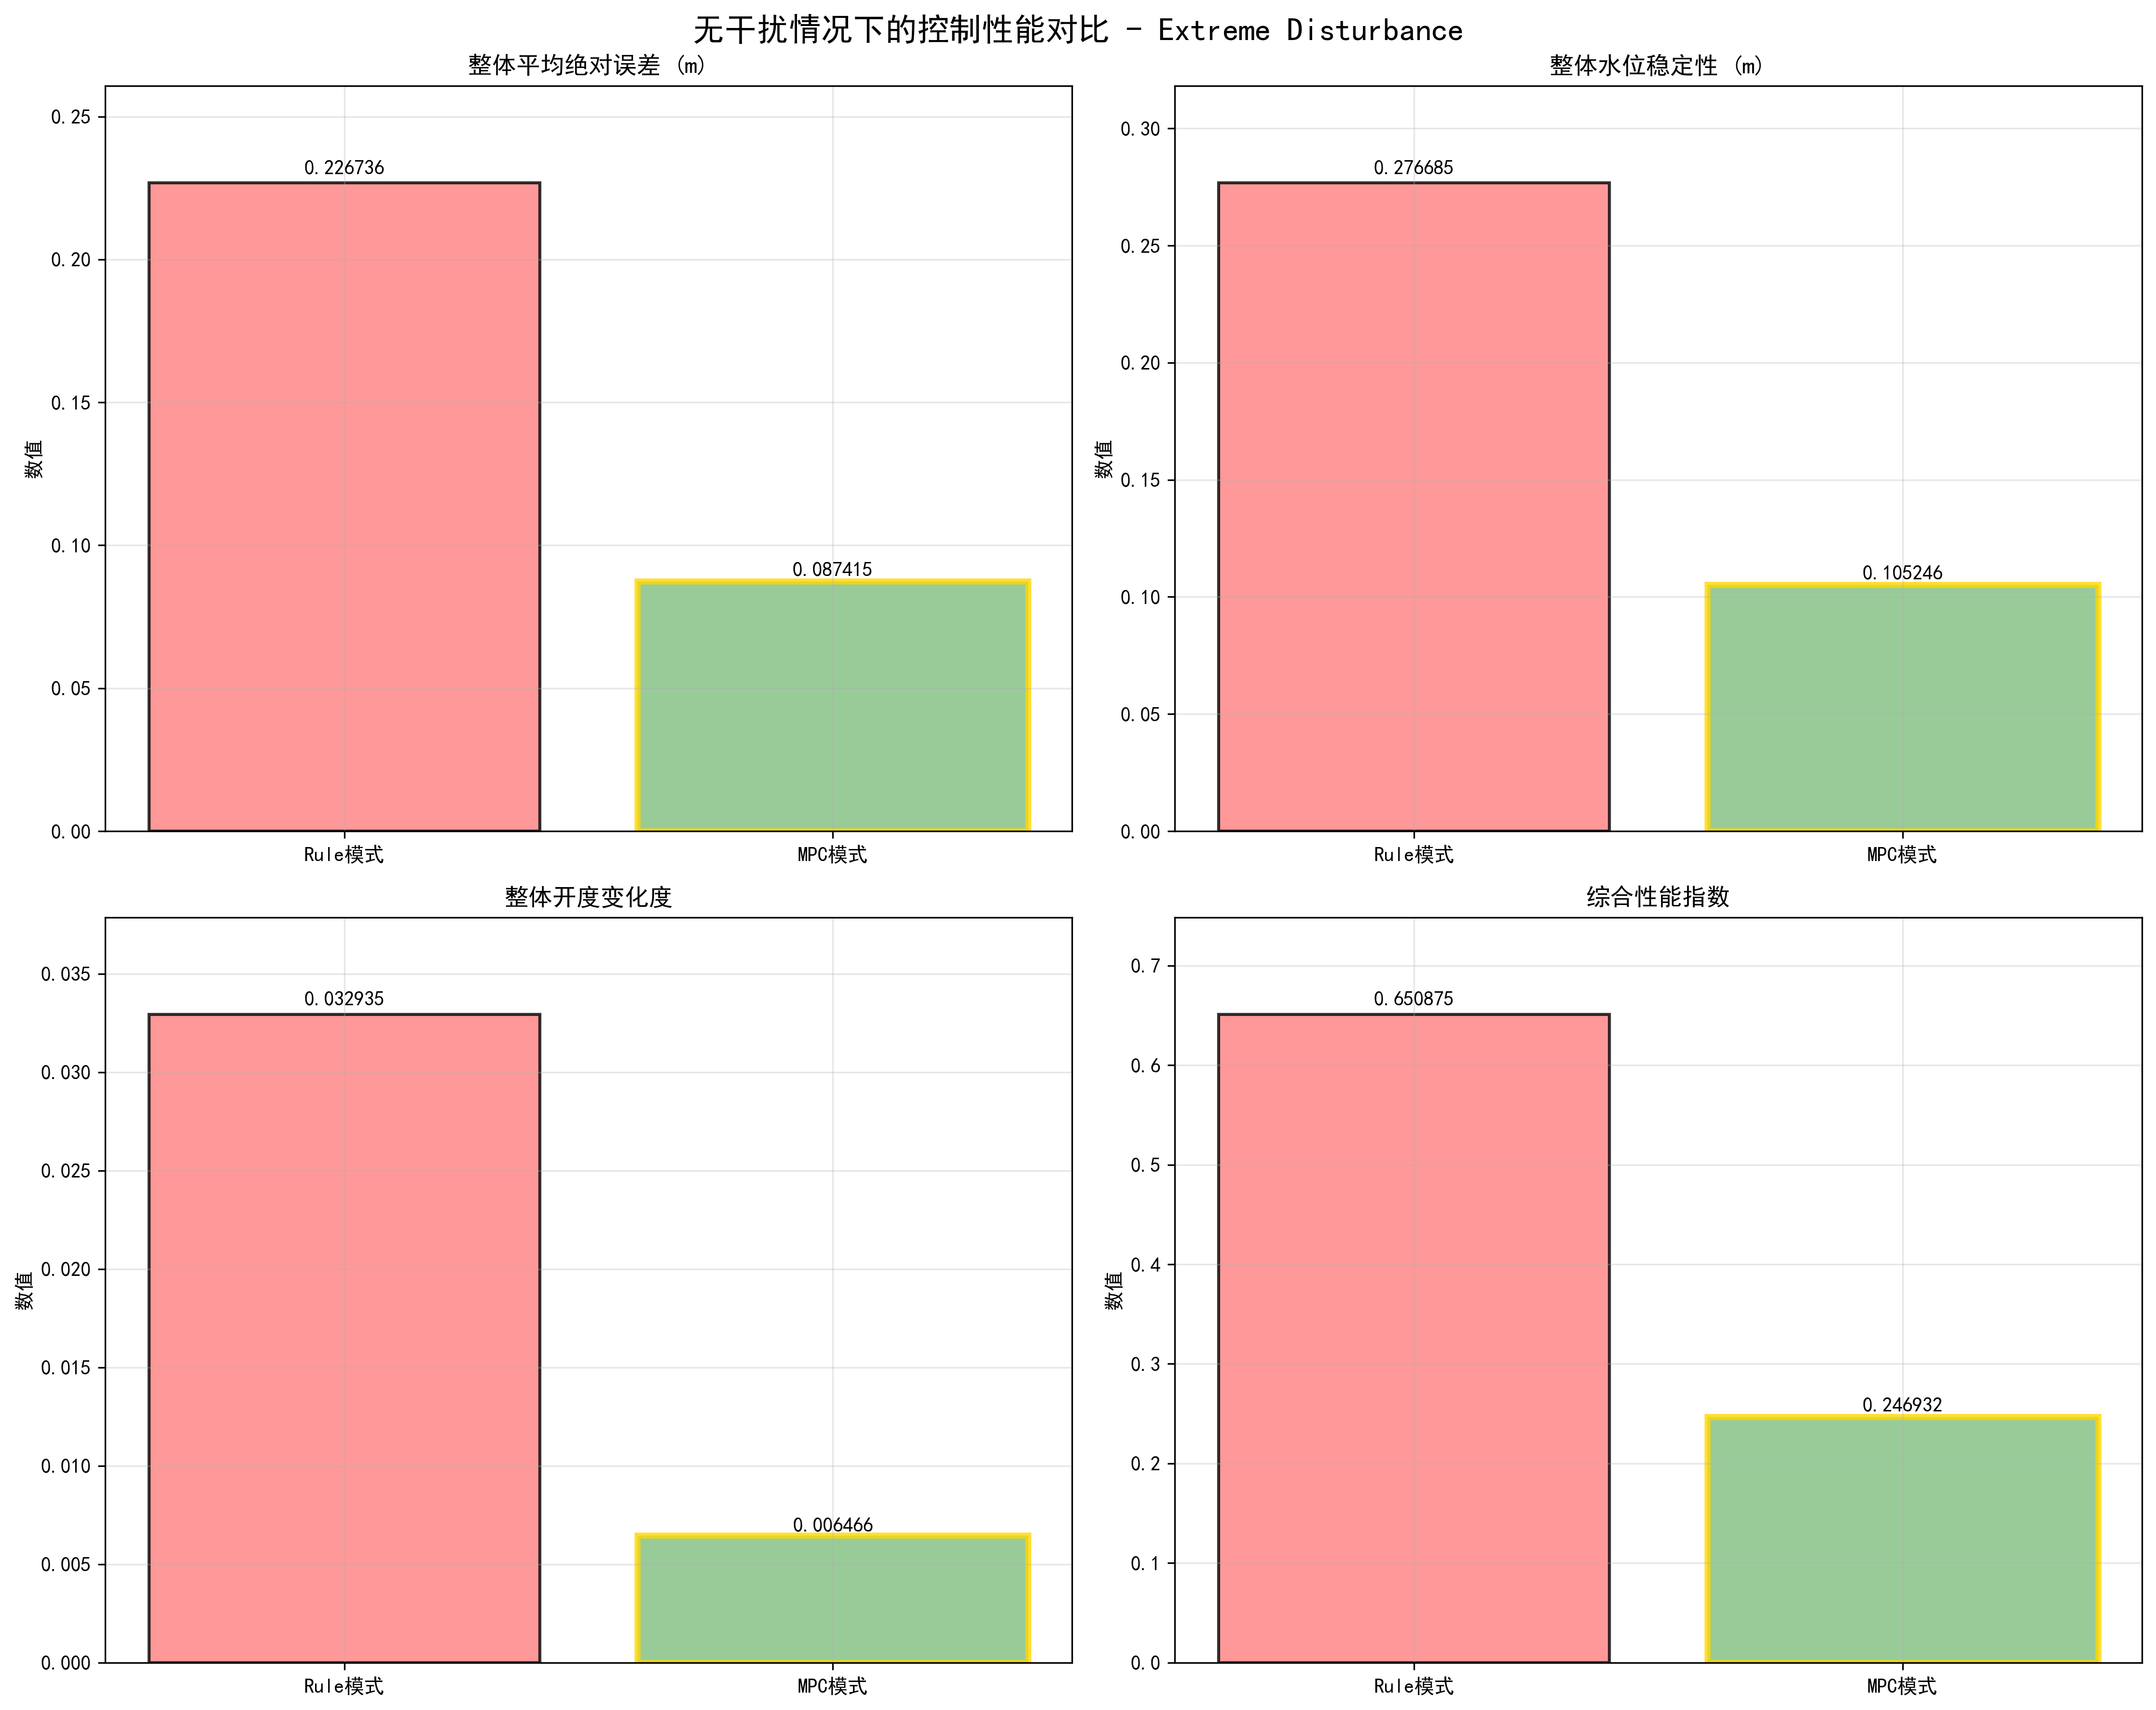 无干扰情况下的控制性能对比 - Extreme Disturbance
整体平均绝对误差 (m)
0.25
0.20
0.15
0.10
0.05
0.00
数值
0.226736
0.087415
Rule模式
MPC模式
整体水位稳定性 (m)
0.30
0.25
0.20
0.15
0.10
0.05
0.00
数值
0.276685
0.105246
Rule模式
MPC模式
整体开度变化度
0.035
0.030
0.025
0.020
0.015
0.010
0.005
0.000
数值
0.032935
0.006466
Rule模式
MPC模式
综合性能指数
0.7
0.6
0.5
0.4
0.3
0.2
0.1
0.0
数值
0.650875
0.246932
Rule模式
MPC模式